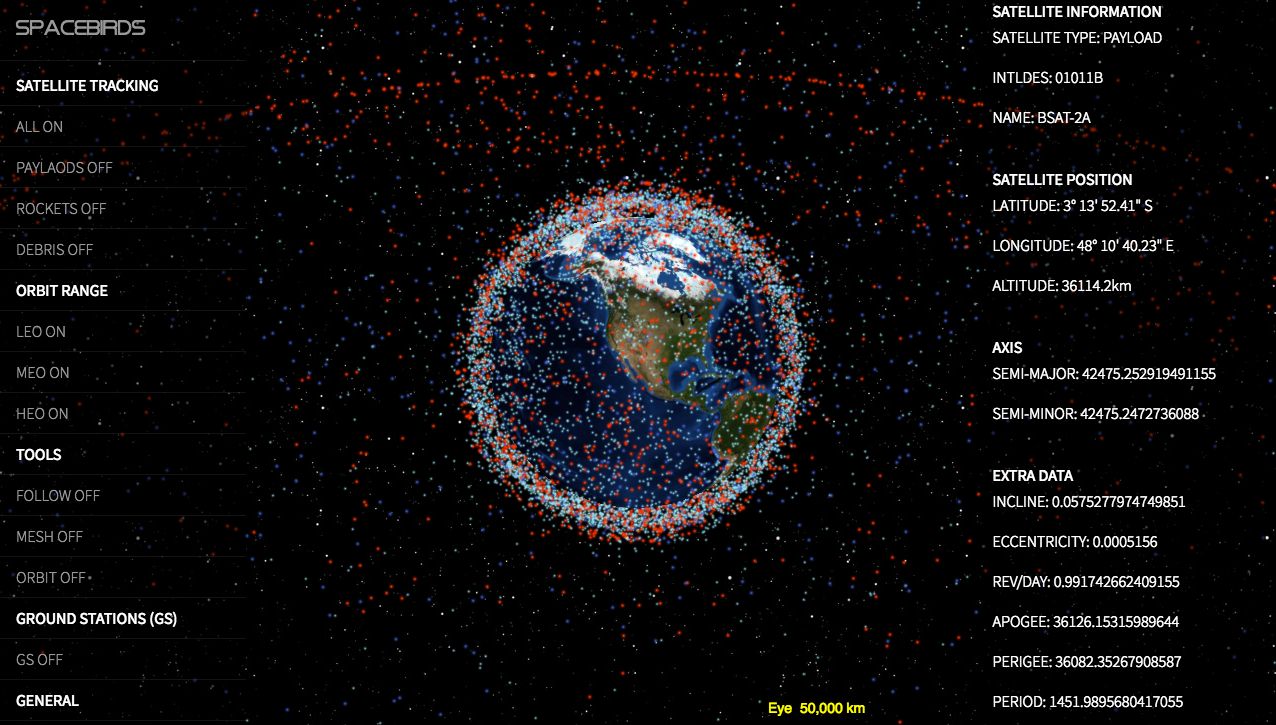 SPACEBIRDS
SATELLITE TRACKING
ALL ON
PAYLAODS OFF
ROCKETS OFF
DEBRIS OFF
ORBIT RANGE
LEO ON
MEO ON
HEO ON
TOOLS
FOLLOW OFF
MESH OFF
ORBIT OFF
GROUND STATIONS (GS)
GS OFF
GENERAL
Eye 50,000 km
SATELLITE INFORMATION
SATELLITE TYPE: PAYLOAD
INTLDES: 01011B
NAME: BSAT-2A
SATELLITE POSITION
LATITUDE: 3° 13' 52.41" S
LONGITUDE: 48° 10' 40.23" E
ALTITUDE: 36114.2km
AXIS
SEMI-MAJOR: 42475.252919491155
SEMI-MINOR: 42475.2472736088
EXTRA DATA
INCLINE: 0.0575277974749851
ECCENTRICITY: 0.0005156
REV/DAY: 0.991742662409155
APOGEE: 36126.15315989644
PERIGEE: 36082.35267908587
PERIOD: 1451.9895680417055